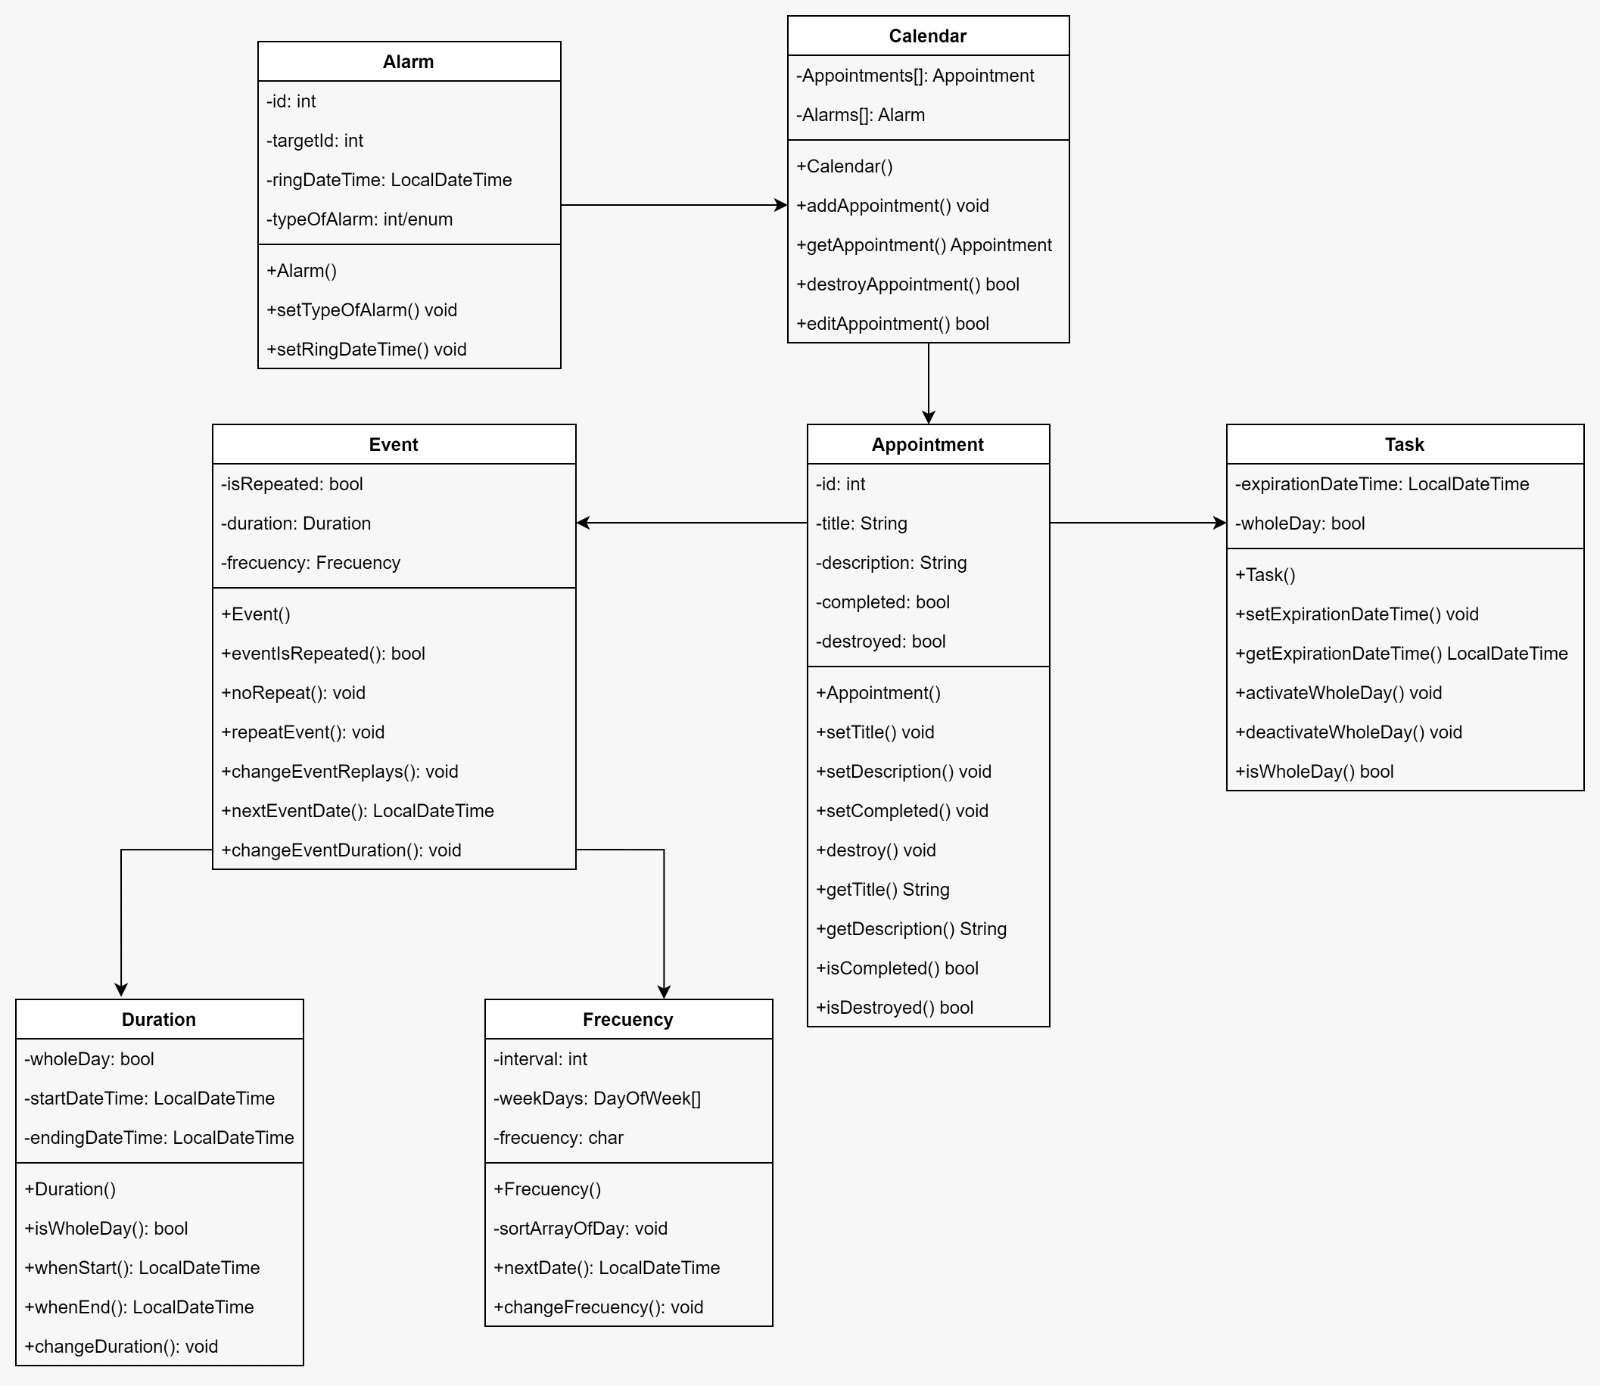 Alarm
-id: int
-targetId: int
-ringDateTime: LocalDateTime
-typeOfAlarm: int/enum
+Alarm()
+setTypeOfAlarm() void
+setRingDateTime() void
Calendar
-Appointments[]: Appointment
-Alarms[]: Alarm
+Calendar()
+addAppointment() void
+getAppointment() Appointment
+destroyAppointment() bool
+editAppointment() bool
Event
-isRepeated: bool
-duration: Duration
-frecuency: Frecuency
+Event()
+eventIsRepeated(): bool
+noRepeat(): void
+repeatEvent(): void
+changeEventReplays(): void
+nextEventDate(): LocalDateTime
+changeEventDuration(): void
Appointment
-id: int
-title: String
-description: String
-completed: bool
-destroyed: bool
+Appointment()
+setTitle() void
+setDescription() void
+setCompleted() void
+destroy() void
+getTitle() String
+getDescription() String
+isCompleted() bool
+isDestroyed() bool
Task
-expirationDateTime: LocalDateTime
-wholeDay: bool
+Task()
+setExpirationDateTime() void
+getExpirationDateTime() LocalDateTime
+activateWholeDay() void
+deactivateWholeDay() void
+isWholeDay() bool
Duration
-wholeDay: bool
-startDateTime: LocalDateTime
-endingDateTime: LocalDateTime
+Duration()
+isWholeDay(): bool
+whenStart(): LocalDateTime
+whenEnd(): LocalDateTime
+changeDuration(): void
Frecuency
-interval: int
-weekDays: DayOfWeek[]
-frecuency: char
+Frecuency()
-sortArrayOfDay: void
+nextDate(): LocalDateTime
+changeFrecuency(): void